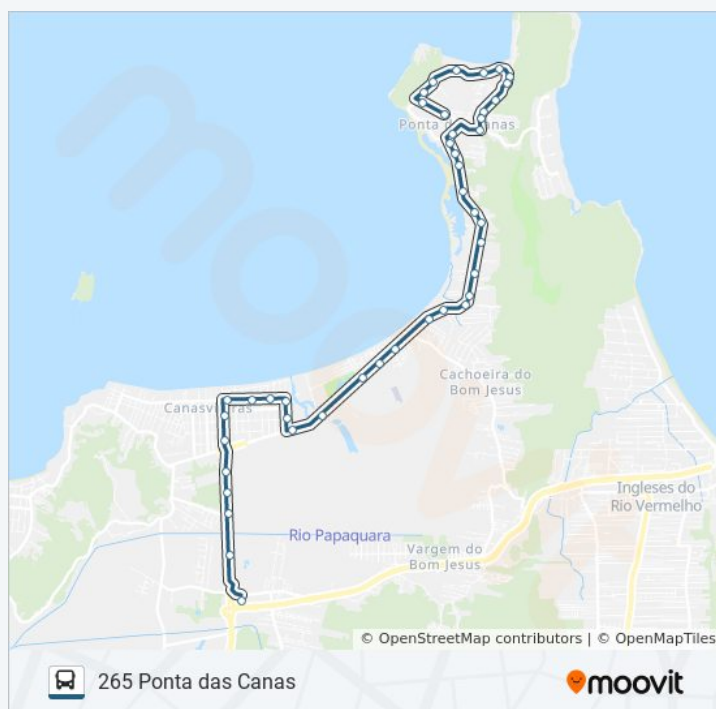 Ponta das Canas
Cachoeira do
Bom Jesus
Canasvieiras
Ingleses do
Rio Vermelho
Rio Papaquara
Vargem do
Bom Jesus
© OpenStreetMap contributors | © OpenMapTiles
265 Ponta das Canas
moovit